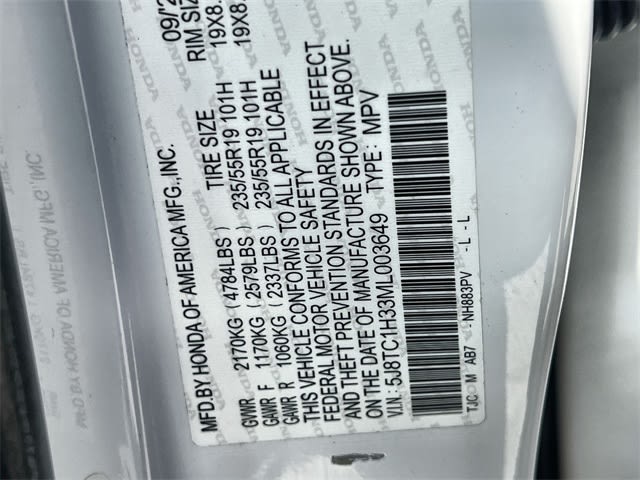 MFD.BY HONDA OF AMERICA MFG.,INC. 09/2
TIRE SIZE RIM SIZ
GVWR 2170KG (4784LBS)
GAWR F 1170KG (2579LBS) 235/55R19 101H 19X8.
GAWR R 1060KG (2337LBS) 235/55R19 101H 19X8.
THIS VEHICLE CONFORMS TO ALL APPLICABLE
FEDERAL MOTOR VEHICLE SAFETY
AND THEFT PREVENTION STANDARDS IN EFFECT
ON THE DATE OF MANUFACTURE SHOWN ABOVE.
V.I.N: 5J8TC1H33ML003649 TYPE: MPV
TJC M AB7 NH883PV - L - L